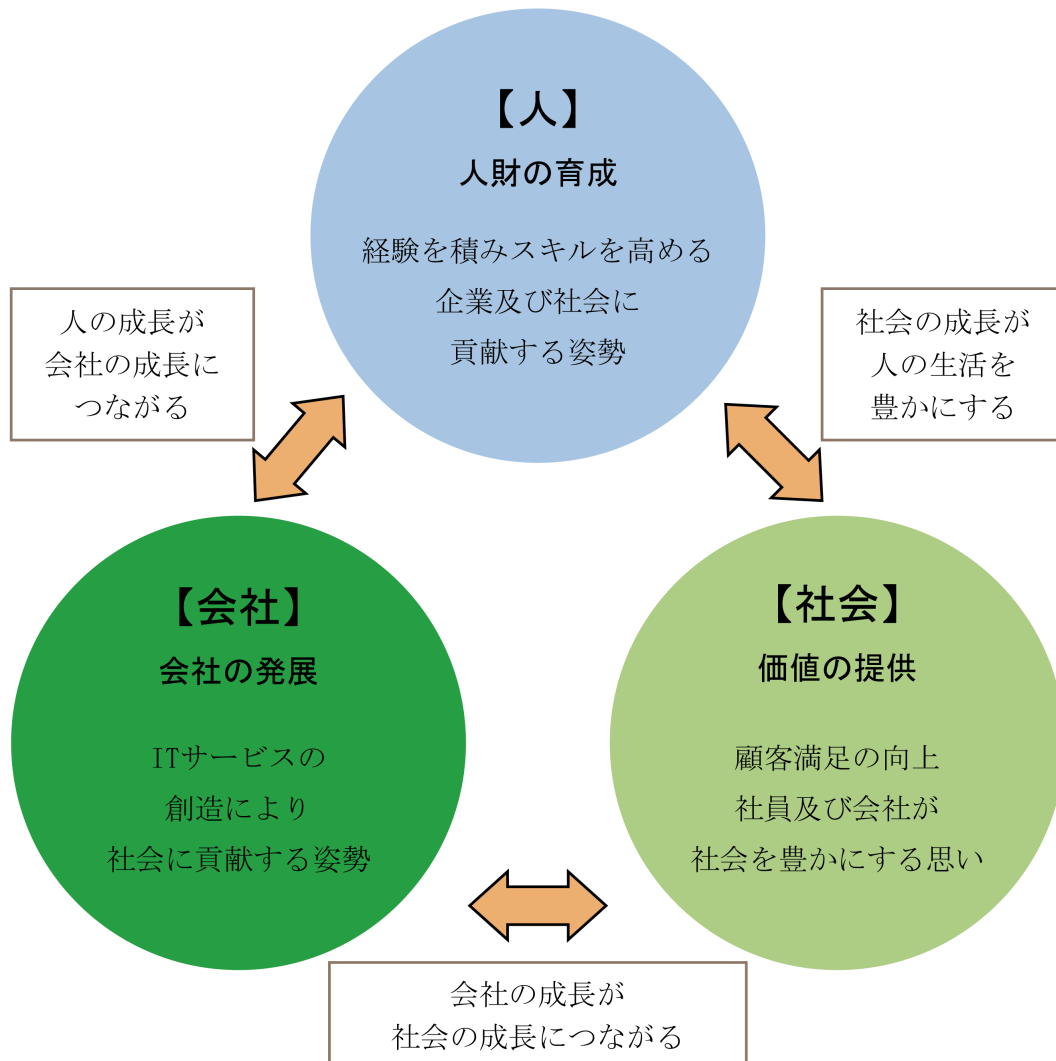 【人】
人財の育成
経験を積みスキルを高める
企業及び社会に
貢献する姿勢
人の成長が
会社の成長に
つながる
社会の成長が
人の生活を
豊かにする
【会社】
会社の発展
ITサービスの
創造により
社会に貢献する姿勢
【社会】
価値の提供
顧客満足の向上
社員及び会社が
社会を豊かにする思い
会社の成長が
社会の成長につながる